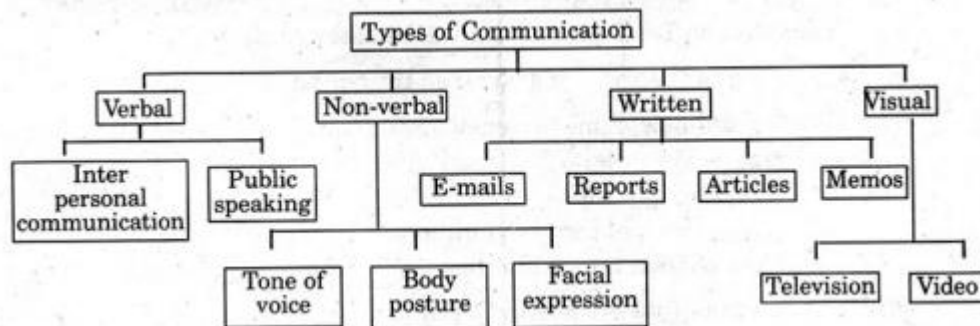 Types of Communication
Verbal
Non-verbal
Written
Visual
Inter
personal
communication
Public
speaking
E-mails
Reports
Articles
Memos
Tone of
voice
Body
posture
Facial
expression
Television
Video